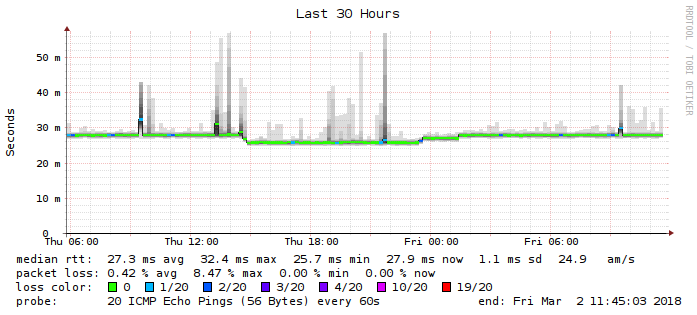 Last 30 Hours
RRDTOOL / TOBI OETIKER
Seconds
50 m
40 m
30 m
20 m
10 m
0
Thu 06:00 Thu 12:00 Thu 18:00 Fri 00:00 Fri 06:00
median rtt: 27.3 ms avg 32.4 ms max 25.7 ms min 27.9 ms now 1.1 ms sd 24.9 am/s
packet loss: 0.42 % avg 8.47 % max 0.00 % min 0.00 % now
loss color: 0 1/20 2/20 3/20 4/20 10/20 19/20
probe: 20 ICMP Echo Pings (56 Bytes) every 60s end: Fri Mar 2 11:45:03 2018